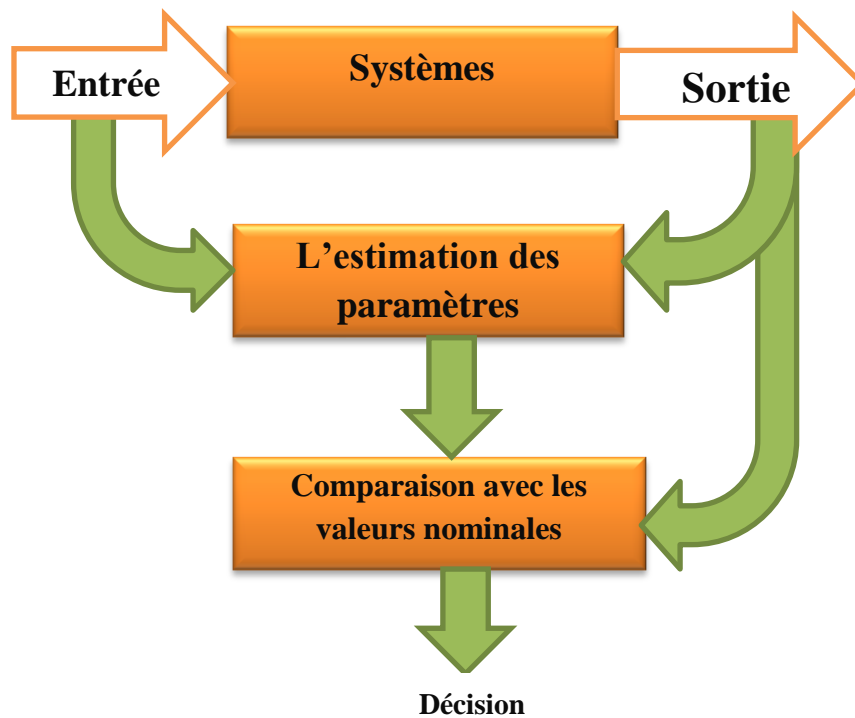 Entrée
Systèmes
Sortie
L’estimation des
paramètres
Comparaison avec les
valeurs nominales
Décision